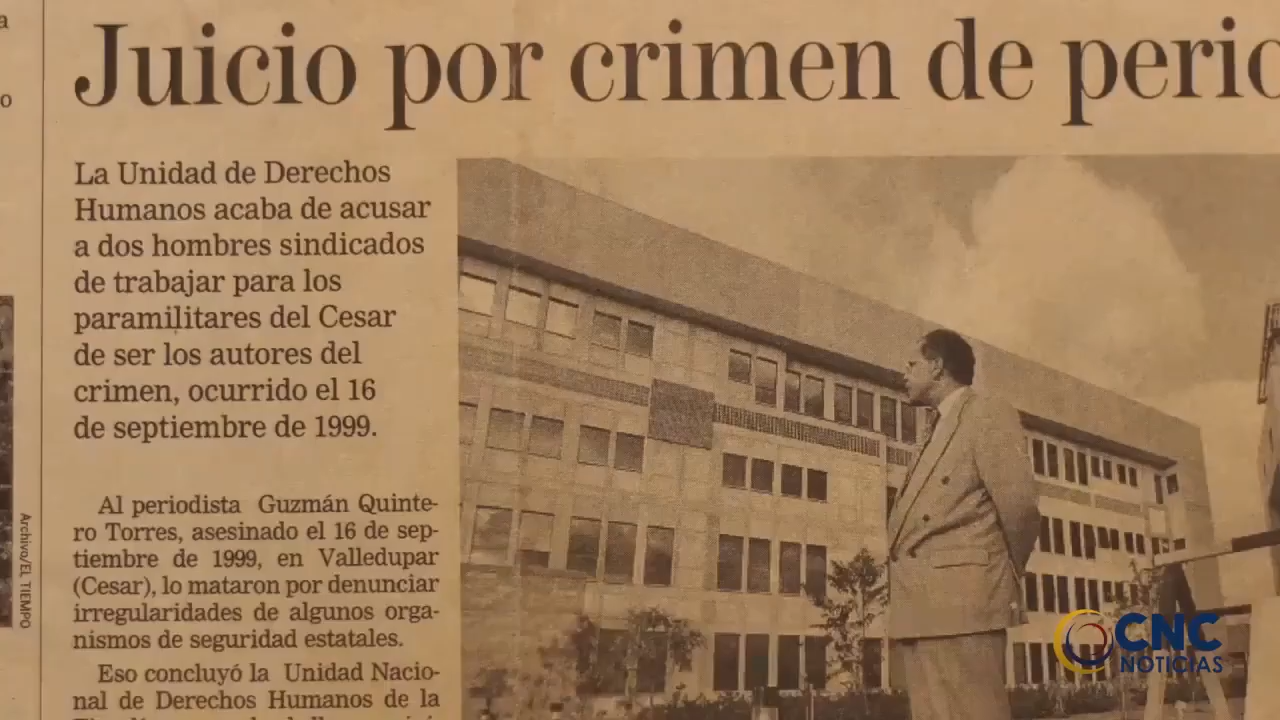 Juicio por crimen de
La Unidad de Derechos
Humanos acaba de acusar
a dos hombres sindicados
de trabajar para los
paramilitares del Cesar
de ser los autores del
crimen, ocurrido el 16
de septiembre de 1999.
Al periodista Guzmán Quinte-
ro Torres, asesinado el 16 de sep-
tiembre de 1999, en Valledupar
(Cesar), lo mataron por denunciar
irregularidades de algunos orga-
nismos de seguridad estatales.
Eso concluyó la Unidad Nacio-
nal de Derechos Humanos de la
Archivo/EL TIEMPO
CNC
NOTICIAS